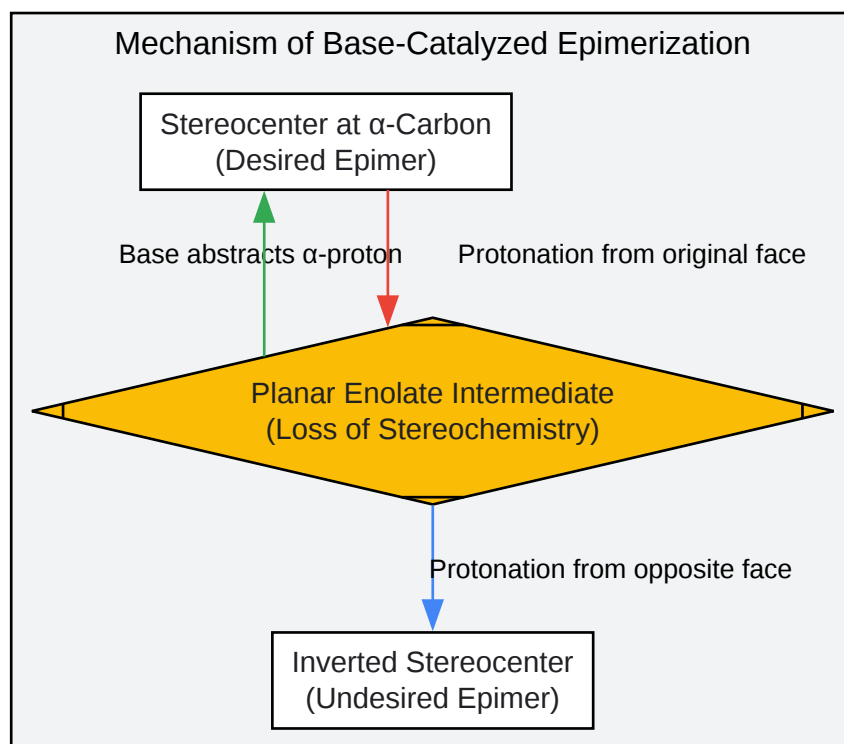 Mechanism of Base-Catalyzed Epimerization
Stereocenter at α-Carbon
(Desired Epimer)
Base abstracts α-proton
Protonation from original face
Planar Enolate Intermediate
(Loss of Stereochemistry)
Protonation from opposite face
Inverted Stereocenter
(Undesired Epimer)